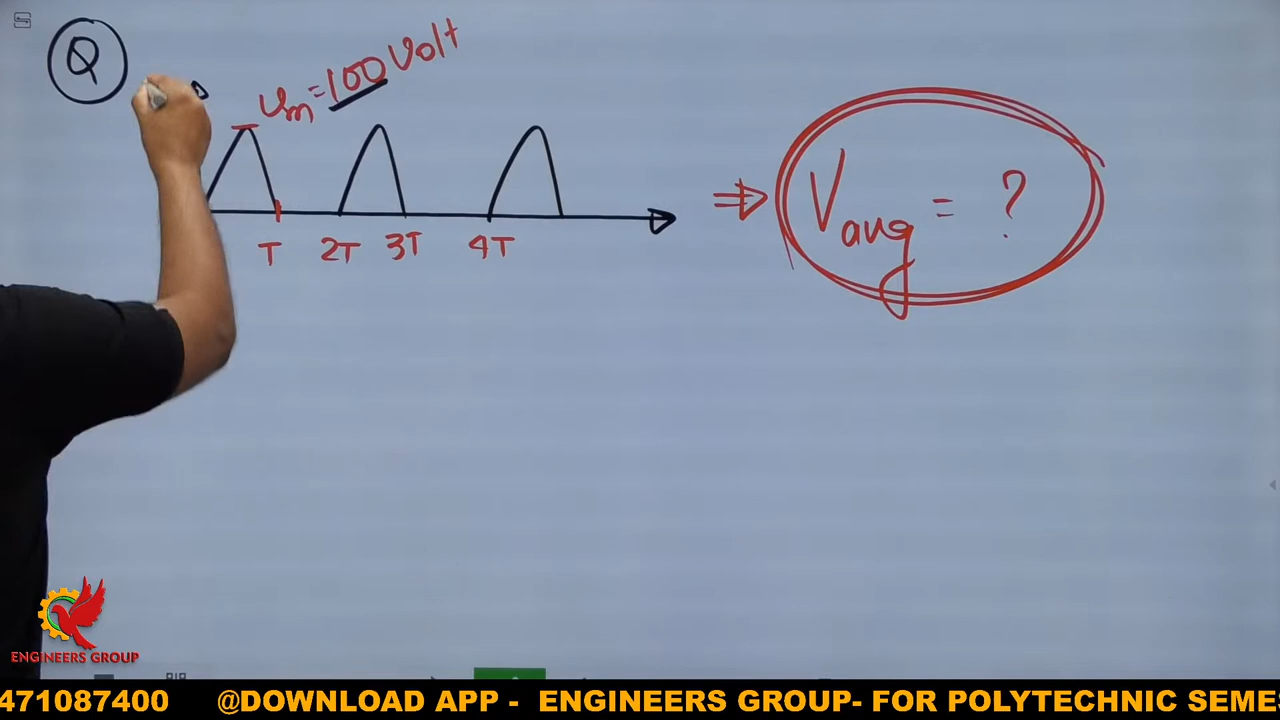 Q
Vm = 100 Volt
Vavg = ?
T 2T 3T 4T
ENGINEERS GROUP
471087400 @DOWNLOAD APP - ENGINEERS GROUP- FOR POLYTECHNIC SEME